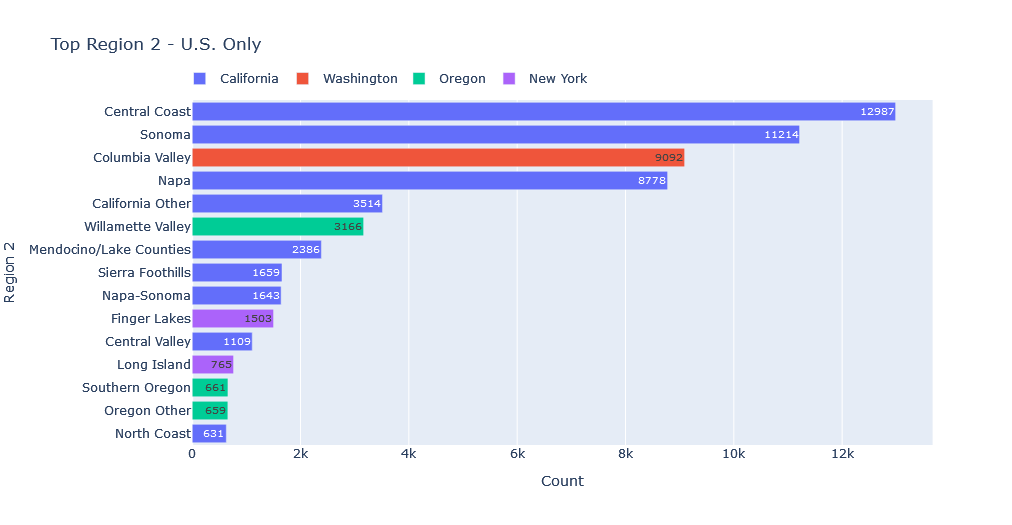 Top Region 2 - U.S. Only
California Washington Oregon New York
Central Coast 12987
Sonoma 11214
Columbia Valley 9092
Napa 8778
California Other 3514
Willamette Valley 3166
Mendocino/Lake Counties 2386
Sierra Foothills 1659
Napa-Sonoma 1643
Finger Lakes 1503
Central Valley 1109
Long Island 765
Southern Oregon 661
Oregon Other 659
North Coast 631
Region 2
0 2k 4k 6k 8k 10k 12k
Count